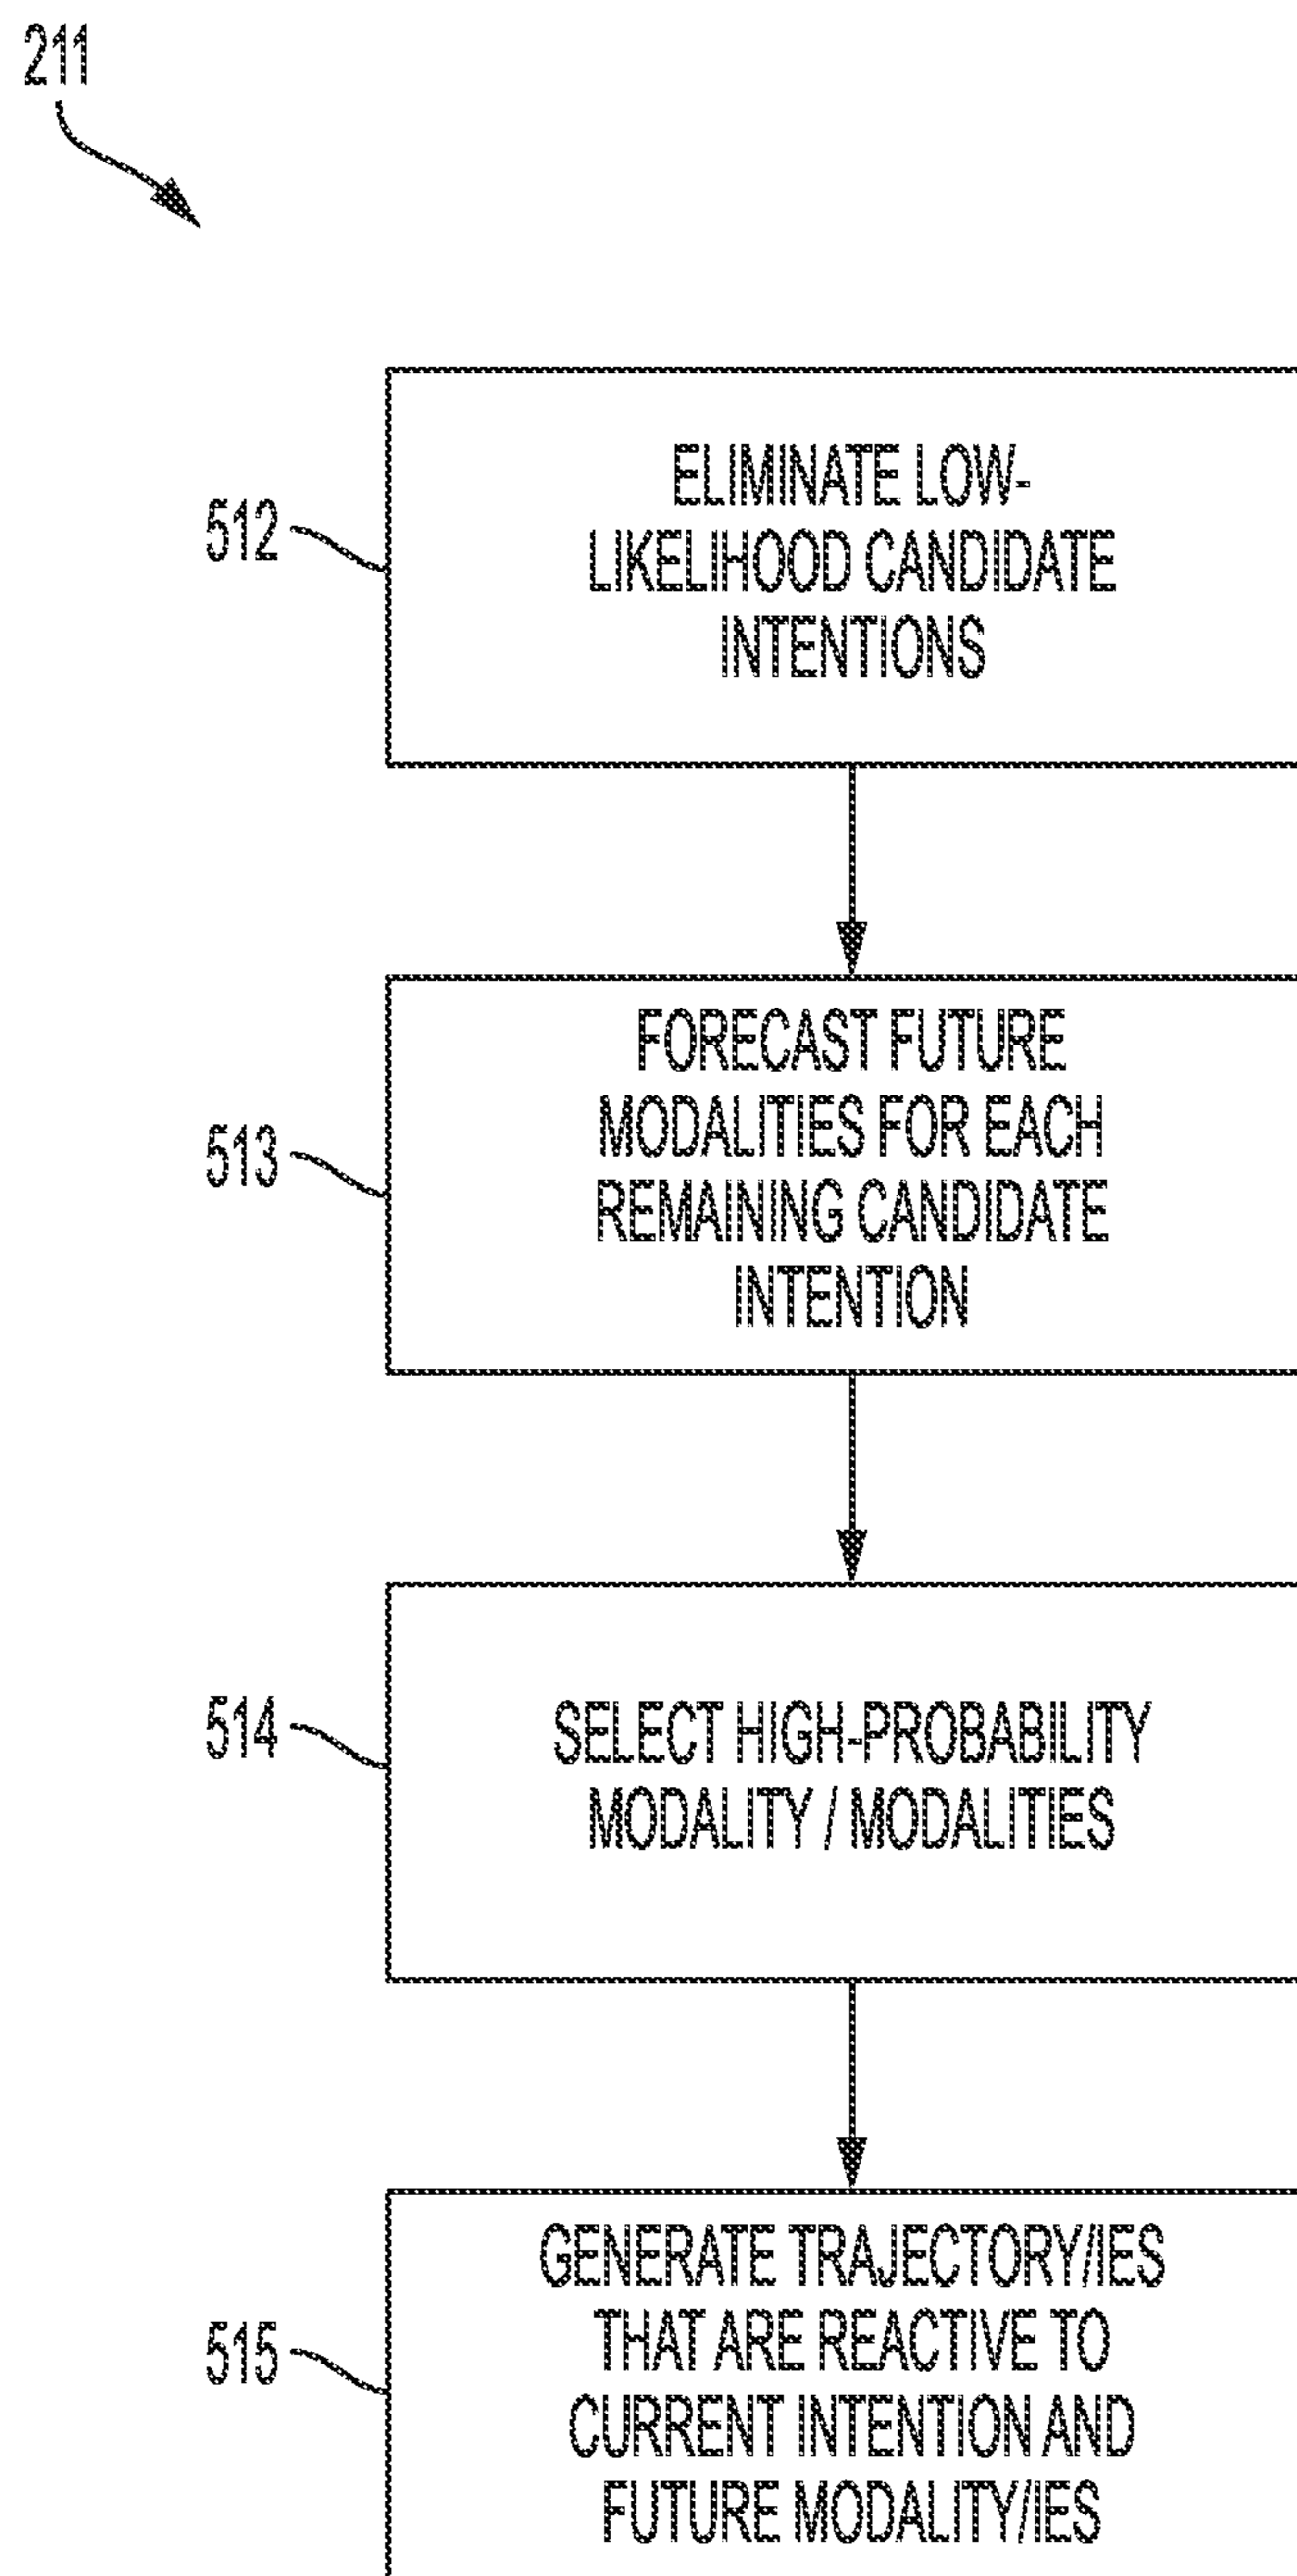 211
512
ELIMINATE LOW-
LIKELIHOOD CANDIDATE
INTENTIONS
513
FORECAST FUTURE
MODALITIES FOR EACH
REMAINING CANDIDATE
INTENTION
514
SELECT HIGH-PROBABILITY
MODALITY / MODALITIES
515
GENERATE TRAJECTORY/IES
THAT ARE REACTIVE TO
CURRENT INTENTION AND
FUTURE MODALITY/IES